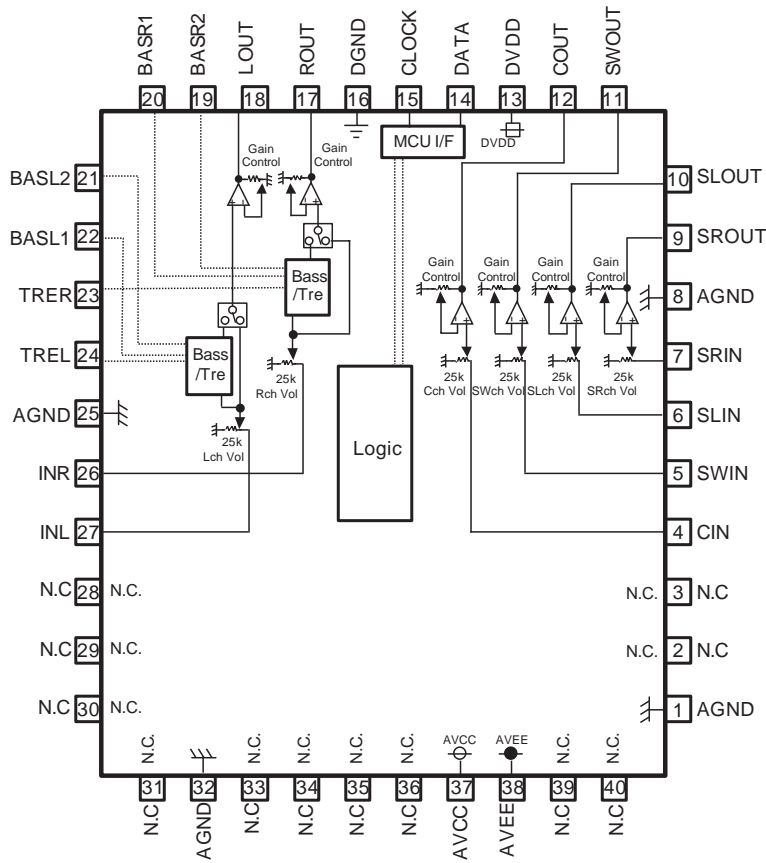 BASR1 BASR2 LOUT ROUT DGND CLOCK DATA DVDD COUT SWOUT
20 19 18 17 16 15 14 13 12 11
MCU I/F
DVDD
Gain
Control
Gain
Control
BASL2 21
10 SLOUT
BASL1 22
9 SROUT
Bass
/Tre
Gain
Control
Gain
Control
Gain
Control
Gain
Control
TRER 23
8 AGND
TREL 24
Bass
/Tre
7 SRIN
25k
Rch Vol
25k
Cch Vol
25k
SWch Vol
25k
SLch Vol
25k
SRch Vol
AGND 25
6 SLIN
25k
Lch Vol
Logic
INR 26
5 SWIN
INL 27
4 CIN
N.C 28 N.C.
N.C. 3 N.C
N.C 29 N.C.
N.C. 2 N.C
N.C 30 N.C.
1 AGND
N.C. N.C. N.C. N.C. N.C. AVCC AVEE N.C. N.C.
31 32 33 34 35 36 37 38 39 40
N.C AGND N.C N.C N.C N.C AVCC AVEE N.C N.C